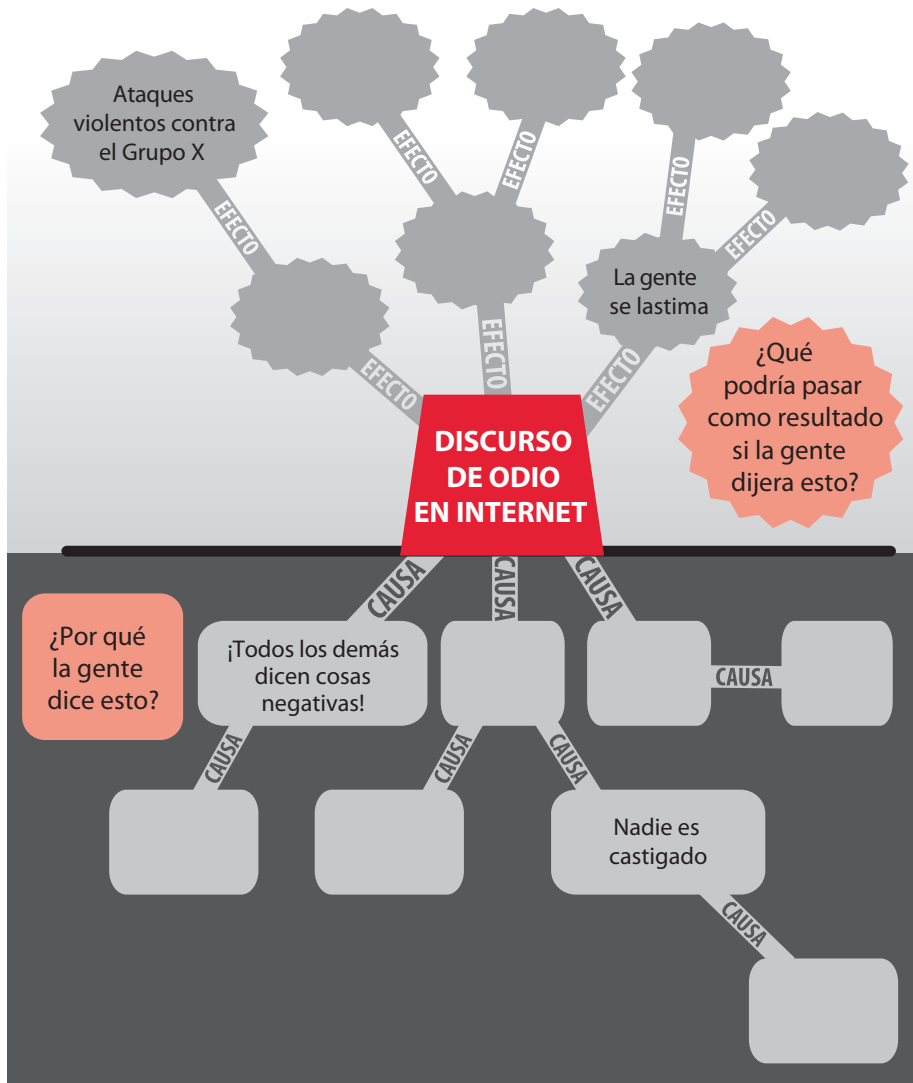 Ataques
violentos contra
el Grupo X
EFECTO
EFECTO
EFECTO
EFECTO
EFECTO
La gente
se lastima
EFECTO
EFECTO
EFECTO
¿Qué
podría pasar
como resultado
si la gente
dijera esto?
DISCURSO
DE ODIO
EN INTERNET
CAUSA
CAUSA
CAUSA
¿Por qué
la gente
dice esto?
¡Todos los demás
dicen cosas
negativas!
CAUSA
CAUSA
CAUSA
CAUSA
Nadie es
castigado
CAUSA